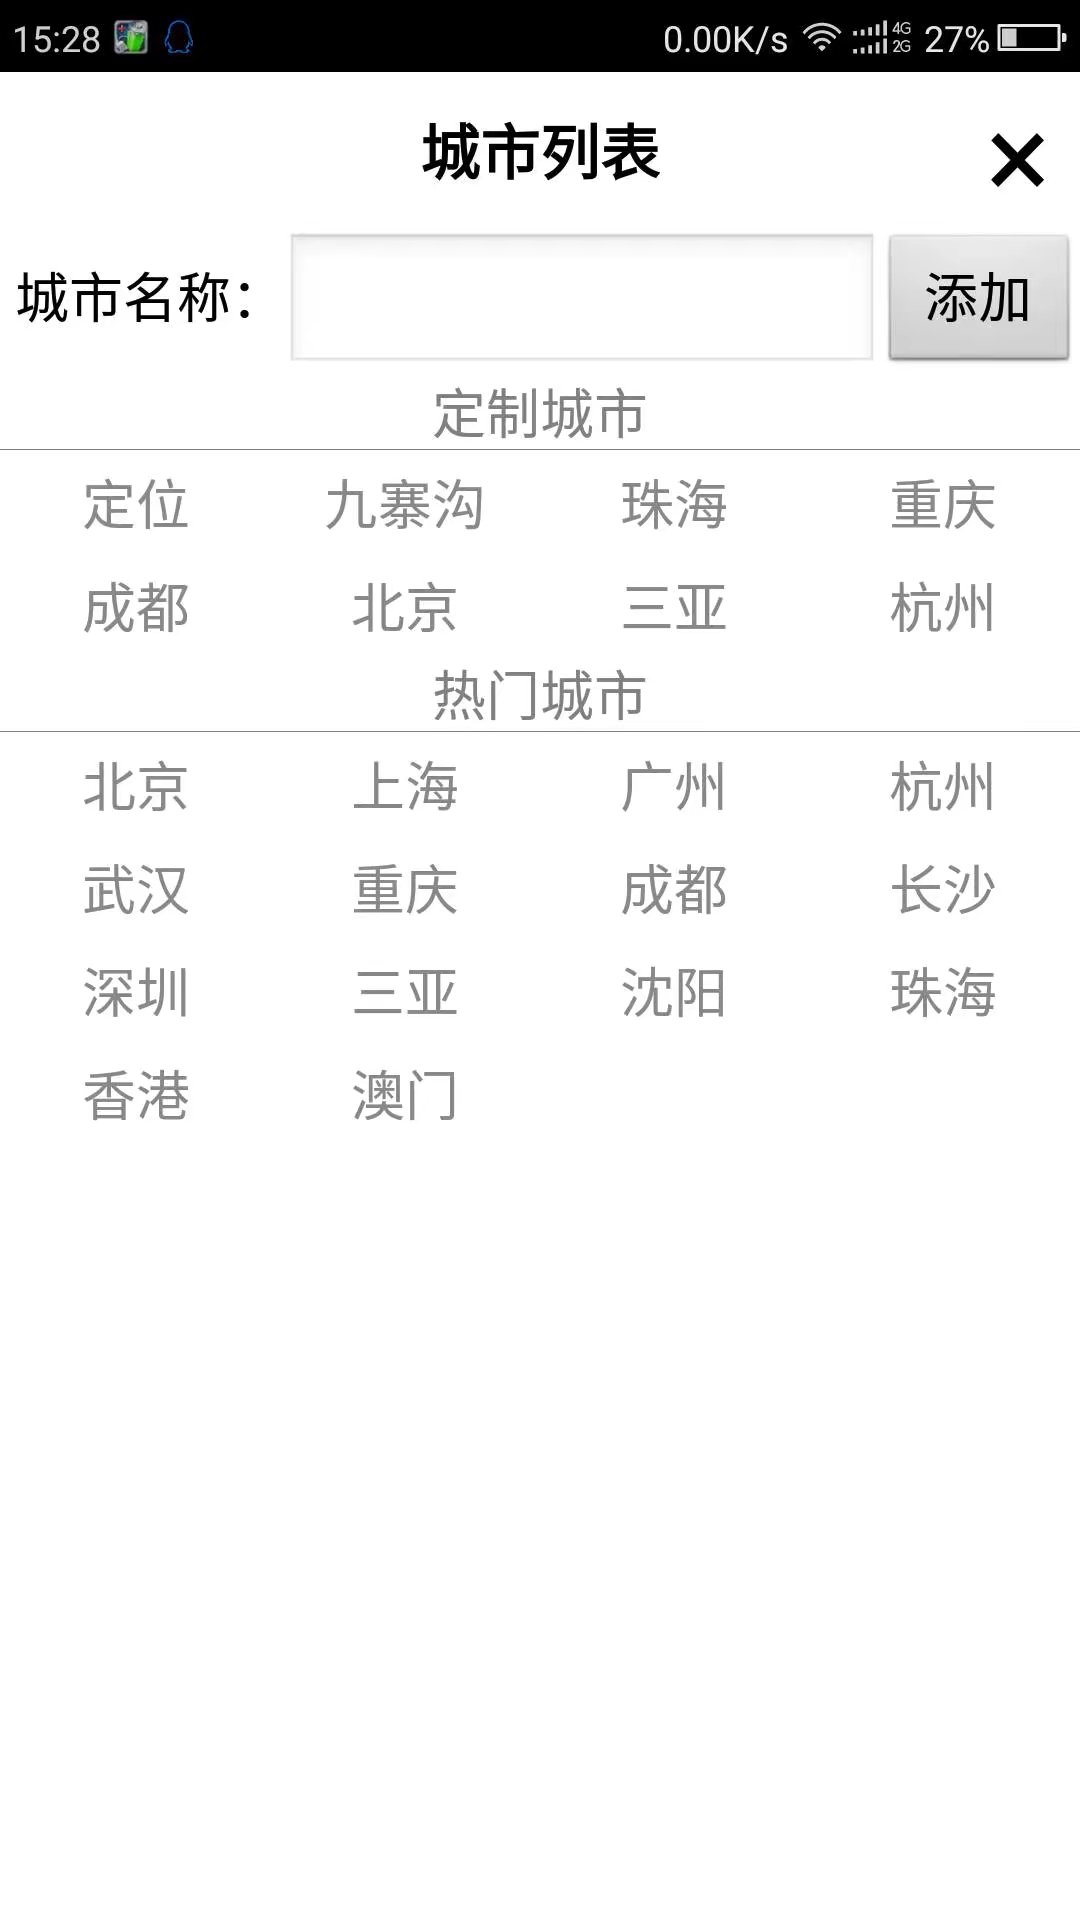 15:28 0.00K/s 4G 2G 27%
城市列表
城市名称： 添加
定制城市
定位 九寨沟 珠海 重庆
成都 北京 三亚 杭州
热门城市
北京 上海 广州 杭州
武汉 重庆 成都 长沙
深圳 三亚 沈阳 珠海
香港 澳门